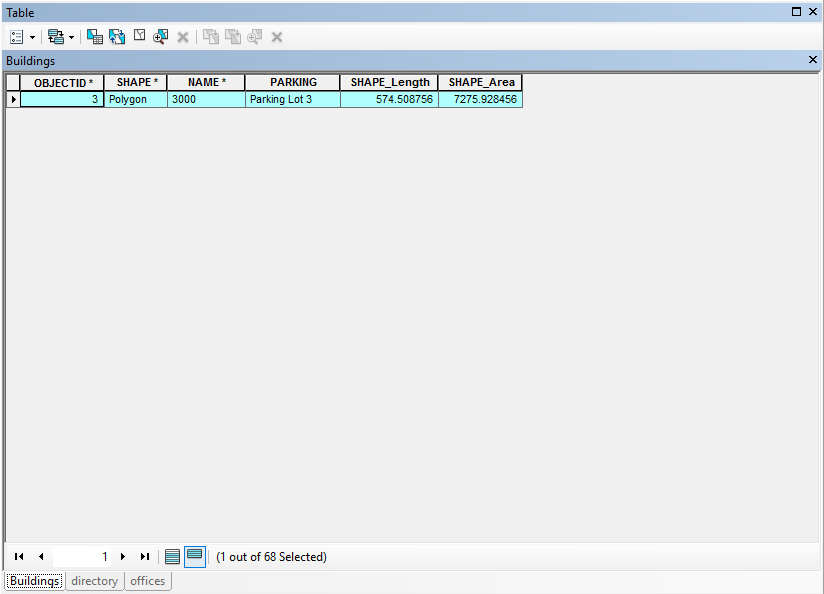 Table
Buildings
OBJECTID * SHAPE * NAME * PARKING SHAPE_Length SHAPE_Area
3 Polygon 3000 Parking Lot 3 574.508756 7275.928456
1 (1 out of 68 Selected)
Buildings directory offices